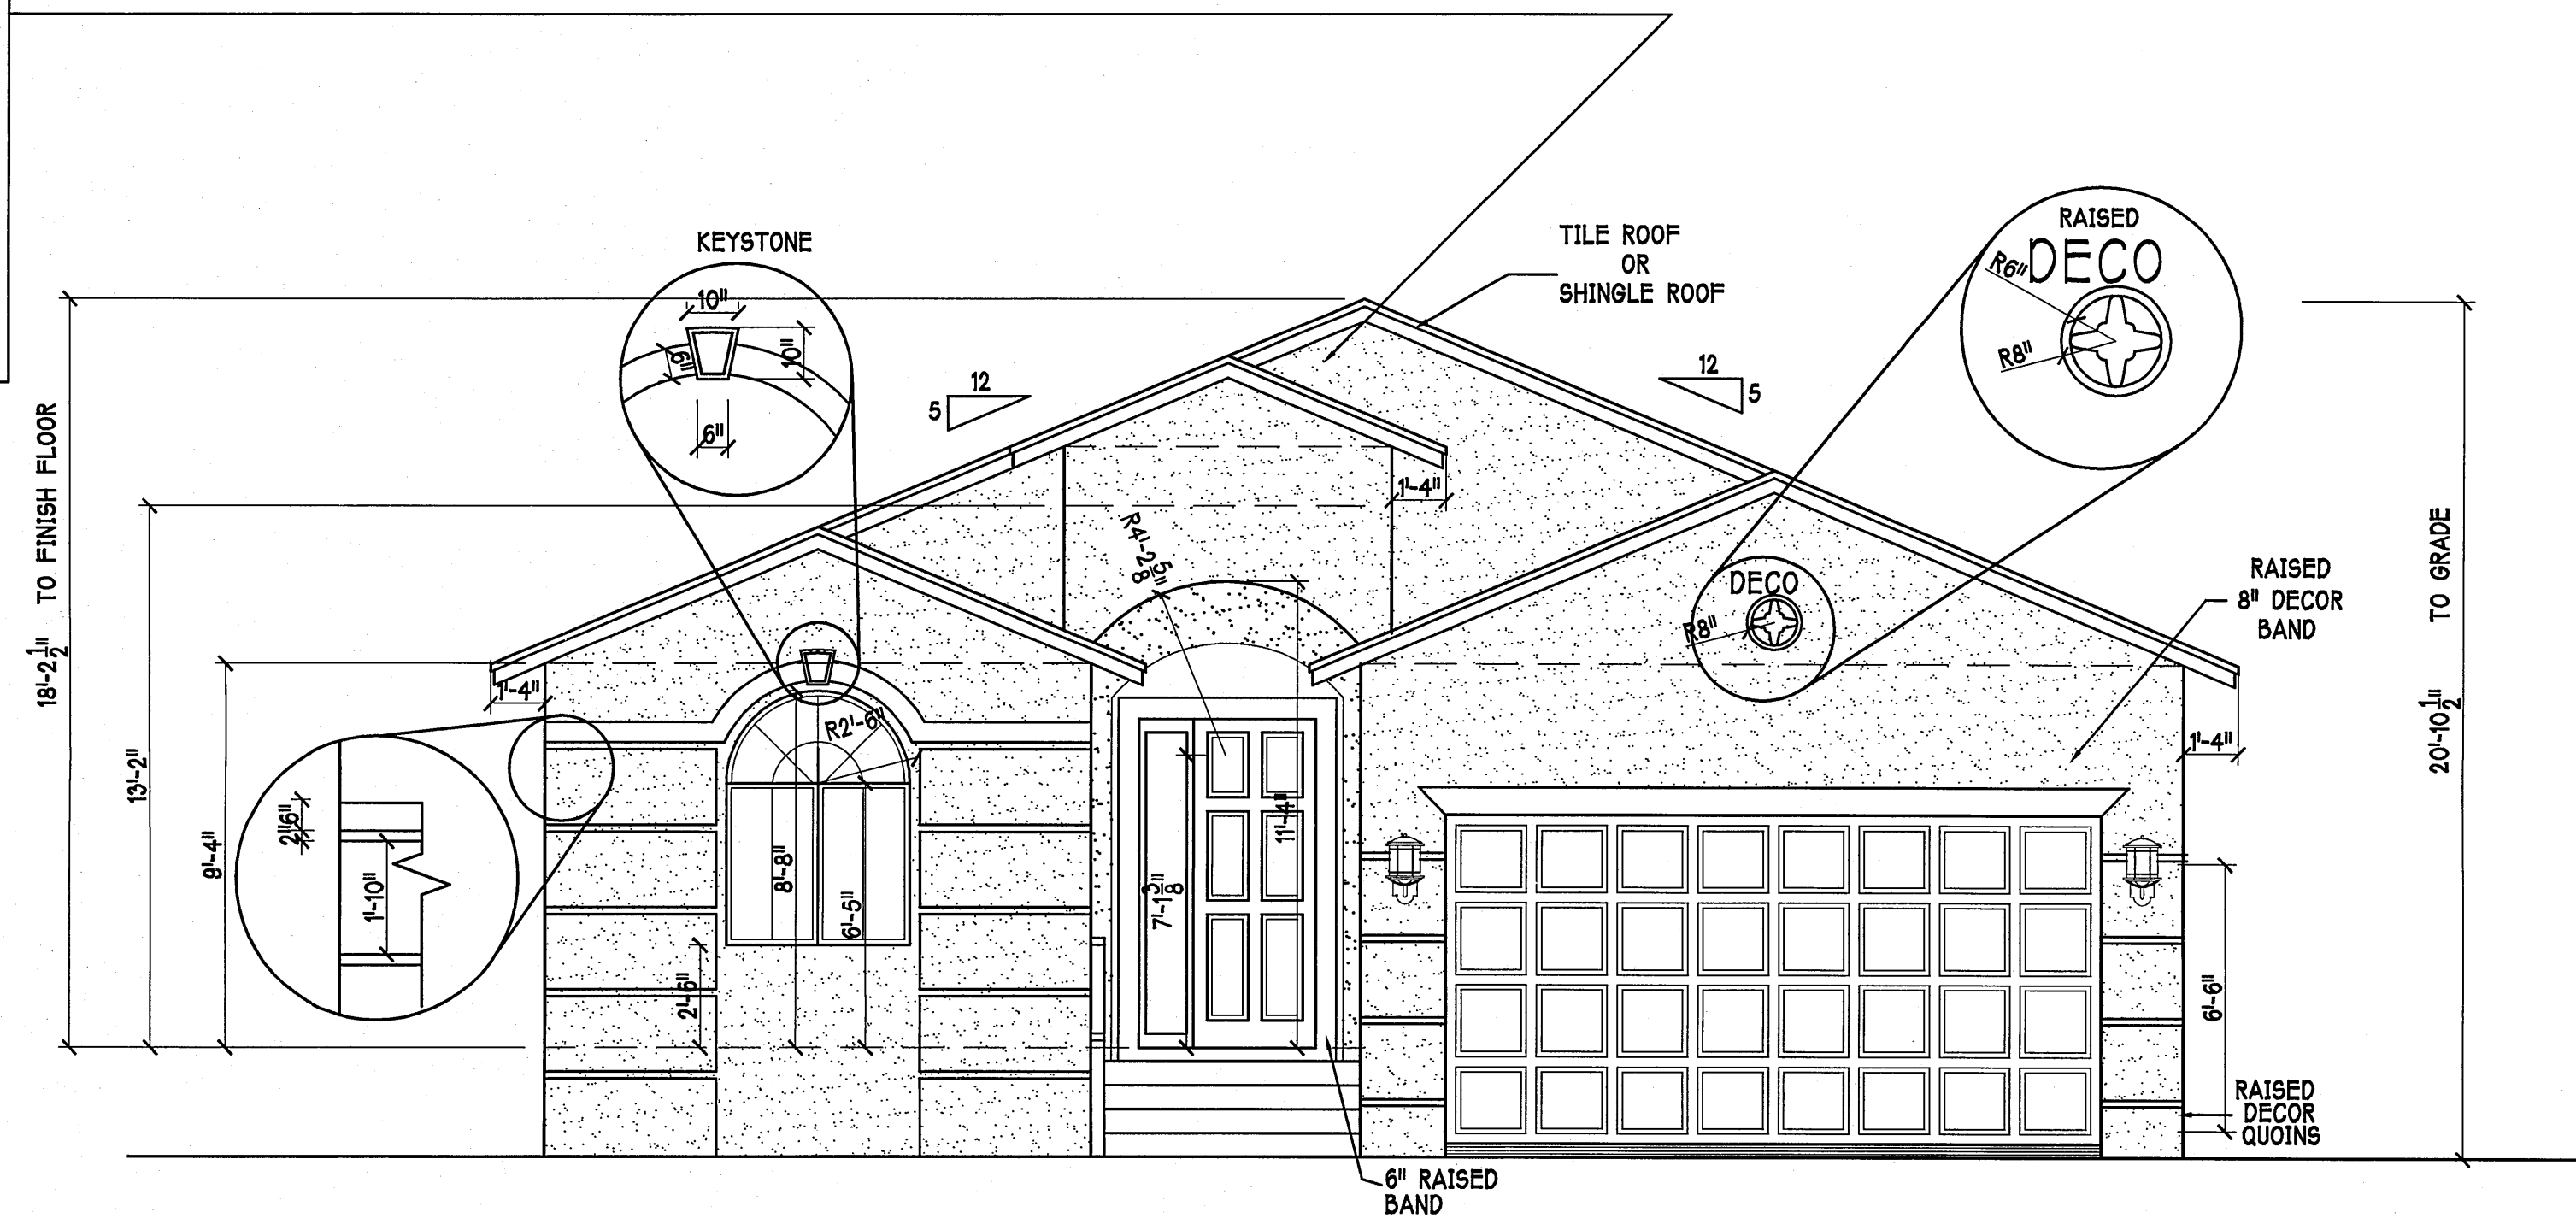 KEYSTONE
10"
10"
6"
6"
TILE ROOF
OR
SHINGLE ROOF
RAISED
DECO
R6"
R8"
12
5
12
5
18'-2 1/2" TO FINISH FLOOR
13'-2"
9'-4"
1'-4"
1'-4"
R4'-2 5/8"
DECO
R8"
RAISED
8" DECOR
BAND
1'-4"
20'-10 1/2" TO GRADE
R2'-6"
2"
6"
1'-10"
8'-8"
6'-5"
2'-6"
7'-1 3/8"
11'-4"
6'-6"
RAISED
DECOR
QUOINS
6" RAISED
BAND